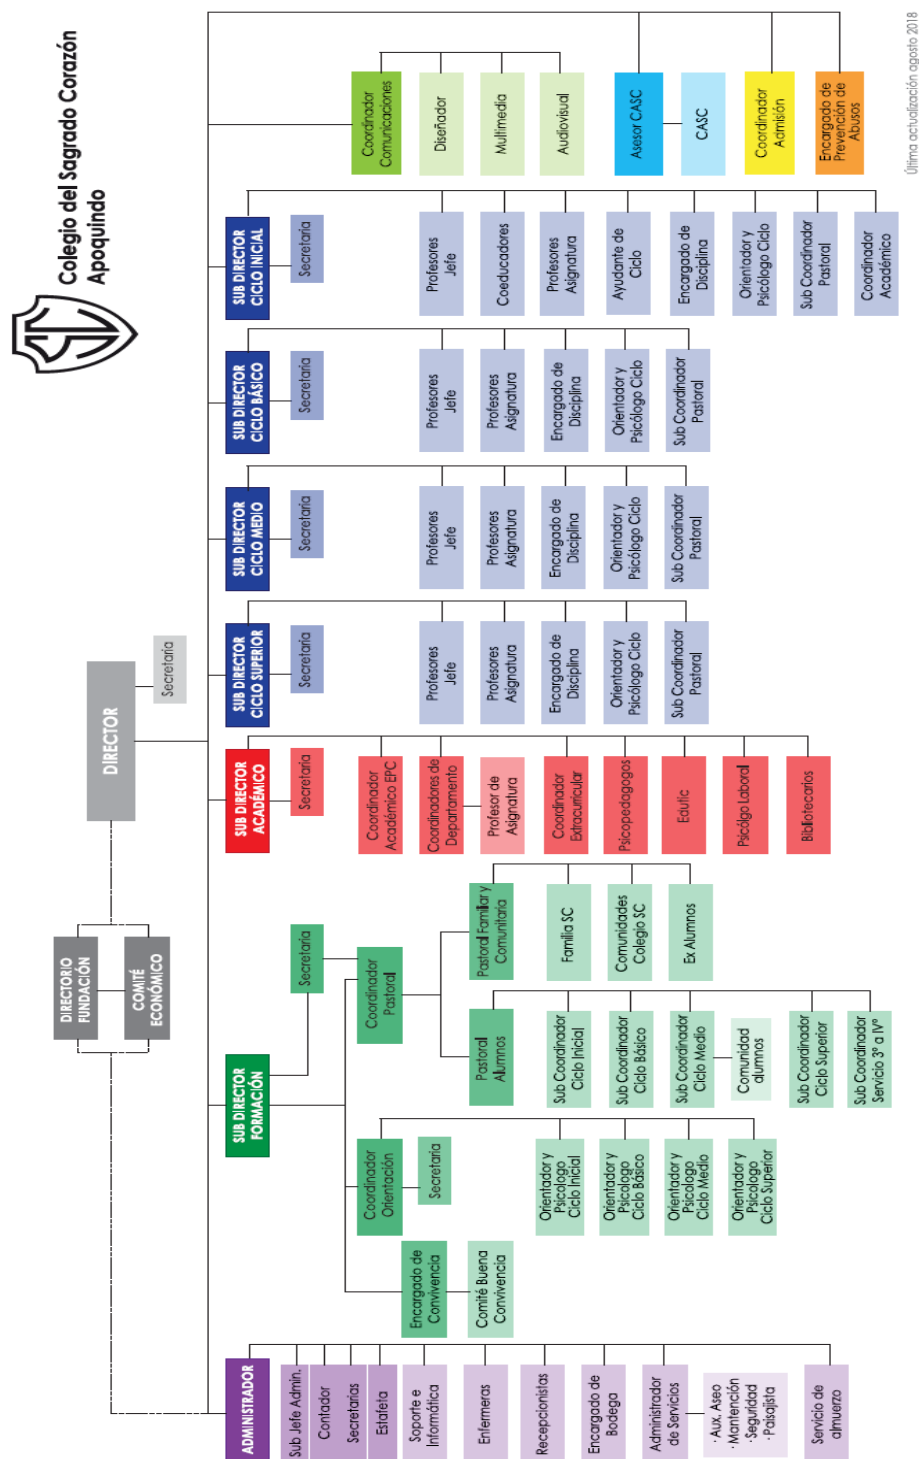 Colegio del Sagrado Corazón
Apoquindo
DIRECTORIO
FUNDACIÓN
COMITÉ
ECONÓMICO
DIRECTOR
Secretaria
ADMINISTRADOR
Sub Jefe Admin.
Contador
Secretarias
Estafeta
Soporte e
Informática
Enfermeras
Recepcionistas
Encargado de
Bodega
Administrador
de Servicios
· Aux. Aseo
· Mantención
· Seguridad
· Paisajista
Servicio de
almuerzo
SUB DIRECTOR
FORMACIÓN
Secretaria
Encargado de
Convivencia
Comité Buena
Convivencia
Coordinador
Orientación
Secretaria
Orientador y
Psicologo
Ciclo Inicial
Orientador y
Psicologo
Ciclo Básico
Orientador y
Psicologo
Ciclo Medio
Orientador y
Psicologo
Ciclo Superior
Coordinador
Pastoral
Pastoral
Alumnos
Sub Coordinador
Ciclo Inicial
Sub Coordinador
Ciclo Básico
Sub Coordinador
Ciclo Medio
Comunidad
alumnos
Sub Coordinador
Ciclo Superior
Sub Coordinador
Servicio 3º a IVº
Pastoral Familiar y
Comunitaria
Familia SC
Comunidades
Colegio SC
Ex Alumnos
SUB DIRECTOR
ACADÉMICO
Secretaria
Coordinador
Académico EPC
Coordinadores de
Departamento
Profesor de
Asignatura
Coordinador
Extracurricular
Psicopedagogos
Edutic
Psicólgo Laboral
Bibliotecarios
SUB DIRECTOR
CICLO SUPERIOR
Secretaria
Profesores
Jefe
Profesores
Asignatura
Encargado de
Disciplina
Orientador y
Psicólogo Ciclo
Sub Coordinador
Pastoral
SUB DIRECTOR
CICLO MEDIO
Secretaria
Profesores
Jefe
Profesores
Asignatura
Encargado de
Disciplina
Orientador y
Psicólogo Ciclo
Sub Coordinador
Pastoral
SUB DIRECTOR
CICLO BÁSICO
Secretaria
Profesores
Jefe
Profesores
Asignatura
Encargado de
Disciplina
Orientador y
Psicólogo Ciclo
Sub Coordinador
Pastoral
SUB DIRECTOR
CICLO INICIAL
Secretaria
Profesores
Jefe
Coeducadores
Profesores
Asignatura
Ayudante de
Ciclo
Encargado de
Disciplina
Orientador y
Psicólogo Ciclo
Sub Coordinador
Pastoral
Coordinador
Académico
Coordinador
Comunicaciones
Diseñador
Multimedia
Audiovisual
Asesor CASC
CASC
Coordinador
Admisión
Encargado de
Prevención de
Abusos
Última actualización agosto 2018